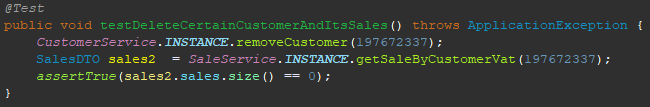 @Test
public void testDeleteCertainCustomerAndItsSales() throws ApplicationException {
    CustomerService.INSTANCE.removeCustomer(197672337);
    SalesDTO sales2  = SaleService.INSTANCE.getSaleByCustomerVat(197672337);
    assertTrue(sales2.sales.size() == 0);
}